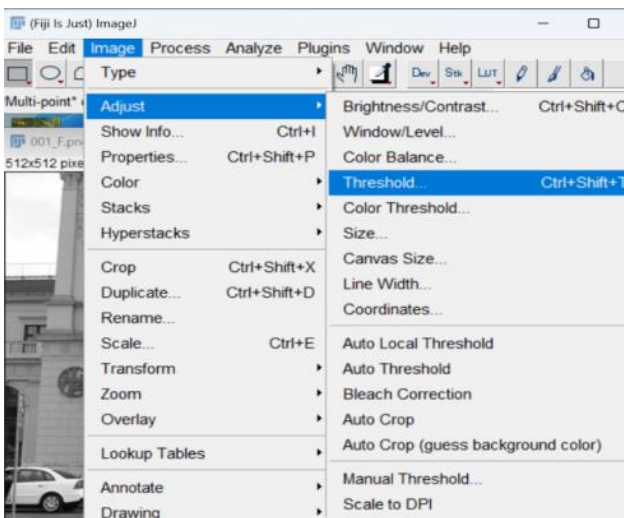 (Fiji Is Just) ImageJ
File Edit Image Process Analyze Plugins Window Help
Dev Stk LUT
Multi-point*
001_F.pn
512x512 pixe
Type
Adjust
Show Info... Ctrl+I
Properties... Ctrl+Shift+P
Color
Stacks
Hyperstacks
Crop Ctrl+Shift+X
Duplicate... Ctrl+Shift+D
Rename...
Scale... Ctrl+E
Transform
Zoom
Overlay
Lookup Tables
Annotate
Drawing
Brightness/Contrast... Ctrl+Shift+C
Window/Level...
Color Balance...
Threshold... Ctrl+Shift+T
Color Threshold...
Size...
Canvas Size...
Line Width...
Coordinates...
Auto Local Threshold
Auto Threshold
Bleach Correction
Auto Crop
Auto Crop (guess background color)
Manual Threshold...
Scale to DPI